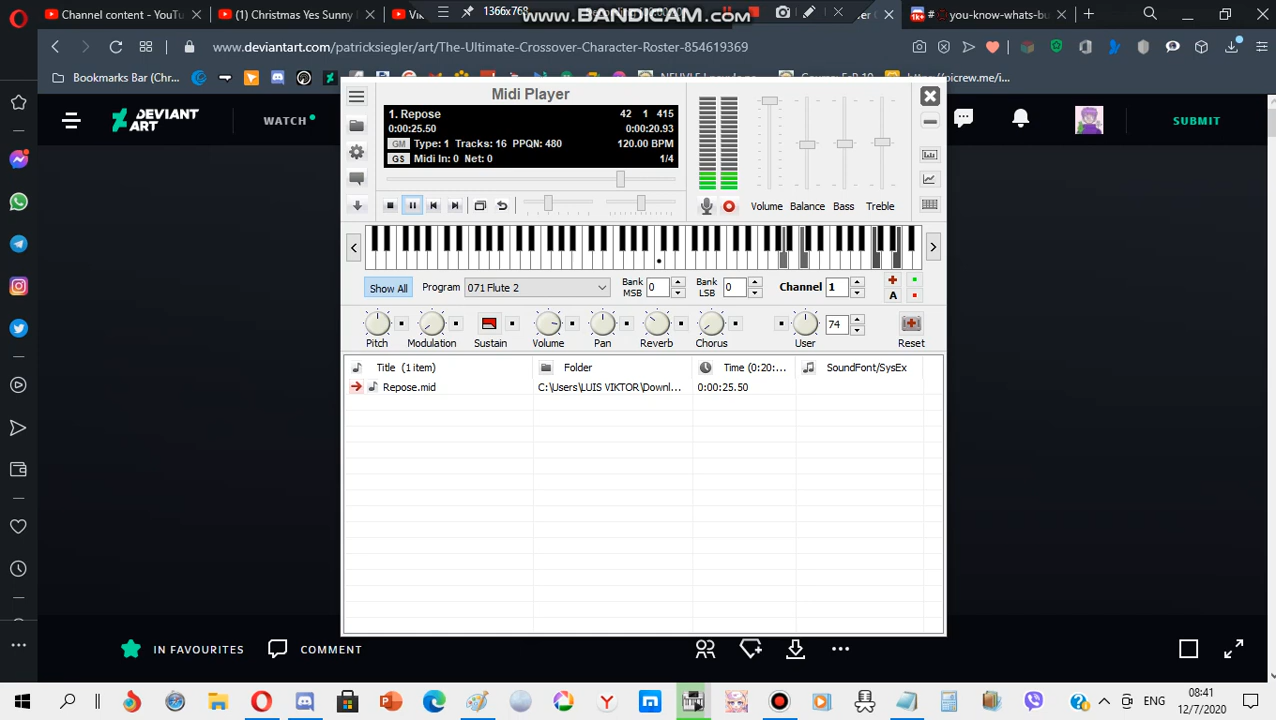 Channel content - YouTu
(1) Christmas Yes Sunny
1366x768
www.BANDICAM.com
#
you-know-whats-bu
www.deviantart.com/patricksiegler/art/The-Ultimate-Crossover-Character-Roster-854619369
Bookmarks Bar (Chr...
DEVIANT ART
WATCH
SUBMIT
Midi Player
1. Repose 42 1 415
0:00:25.50 0:00:20.93
GM Type: 1 Tracks: 16 PPQN: 480 120.00 BPM
GS Midi In: 0 Net: 0 1/4
Volume Balance Bass Treble
Show All Program 071 Flute 2 Bank MSB 0 Bank LSB 0 Channel 1
A
74
Pitch Modulation Sustain Volume Pan Reverb Chorus User Reset
Title (1 item) Folder Time (0:20:... SoundFont/SysEx
Repose.mid C:\Users\LUIS VIKTOR\Downl... 0:00:25.50
IN FAVOURITES COMMENT
ENG
08:41
12/7/2020